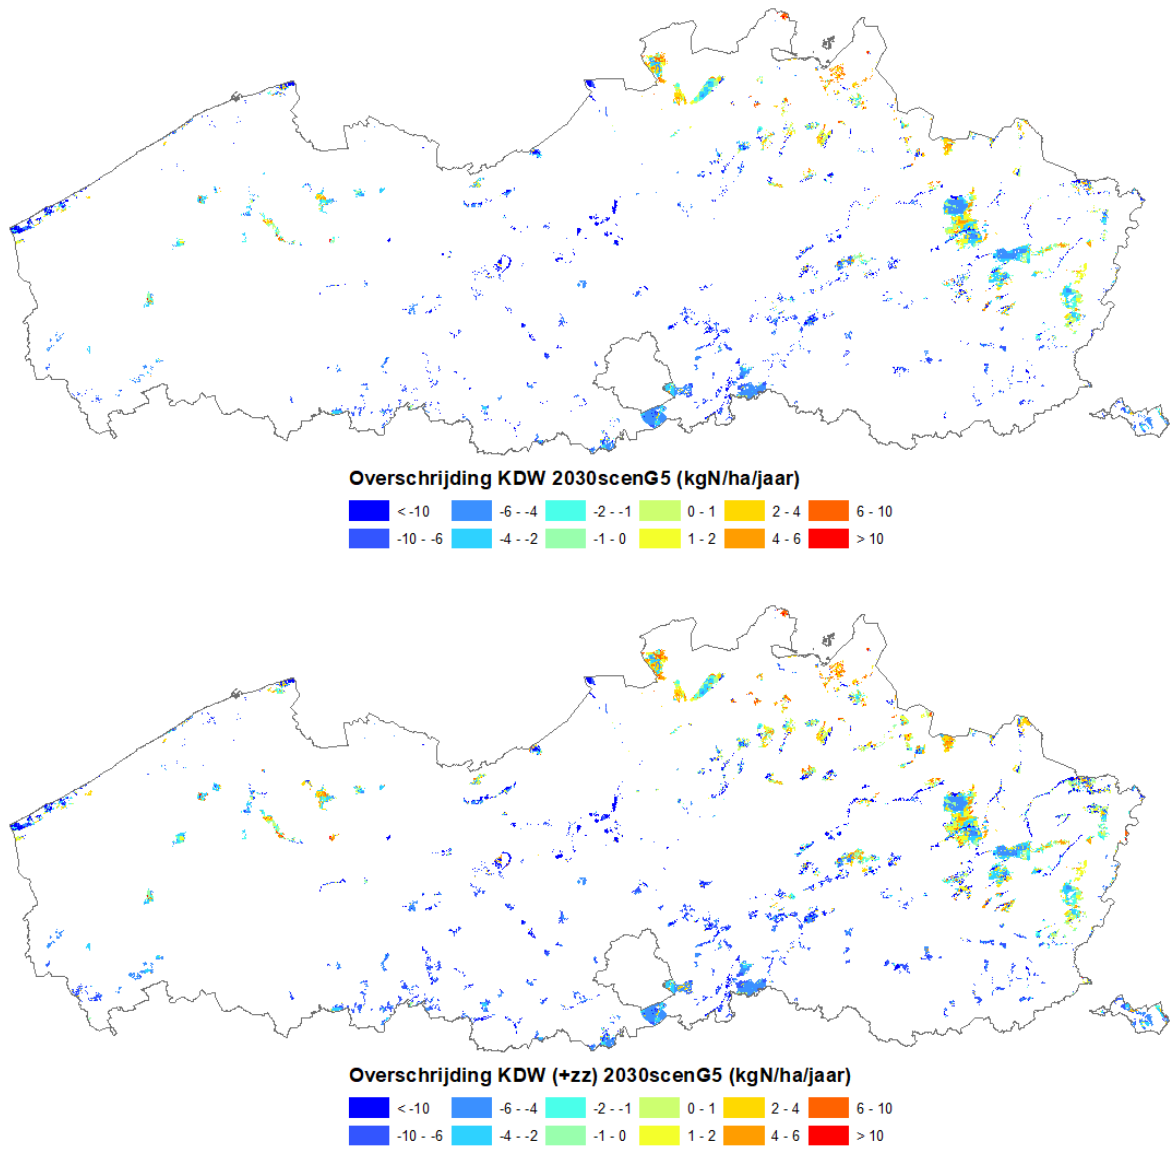 Overschrijding KDW 2030scenG5 (kgN/ha/jaar)
< -10 -6 - -4 -2 - -1 0 - 1 2 - 4 6 - 10
-10 - -6 -4 - -2 -1 - 0 1 - 2 4 - 6 > 10
Overschrijding KDW (+zz) 2030scenG5 (kgN/ha/jaar)
< -10 -6 - -4 -2 - -1 0 - 1 2 - 4 6 - 10
-10 - -6 -4 - -2 -1 - 0 1 - 2 4 - 6 > 10